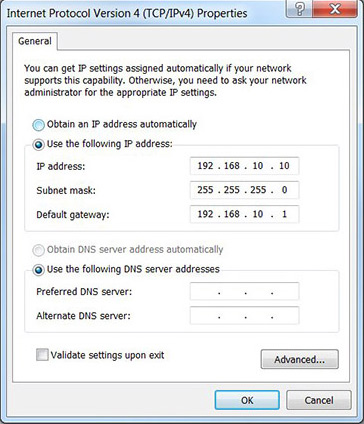 Internet Protocol Version 4 (TCP/IPv4) Properties
General
You can get IP settings assigned automatically if your network
supports this capability. Otherwise, you need to ask your network
administrator for the appropriate IP settings.
Obtain an IP address automatically
Use the following IP address:
IP address: 192 . 168 . 10 . 10
Subnet mask: 255 . 255 . 255 . 0
Default gateway: 192 . 168 . 10 . 1
Obtain DNS server address automatically
Use the following DNS server addresses
Preferred DNS server: . . .
Alternate DNS server: . . .
Validate settings upon exit
Advanced...
OK Cancel